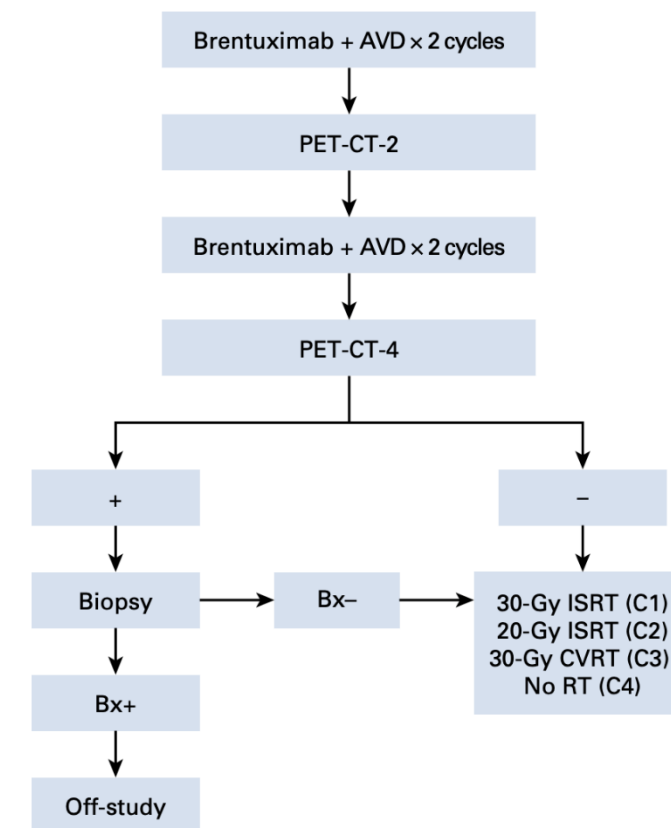 Brentuximab + AVD × 2 cycles
PET-CT-2
Brentuximab + AVD × 2 cycles
PET-CT-4
+
−
Biopsy
Bx−
30-Gy ISRT (C1)
20-Gy ISRT (C2)
30-Gy CVRT (C3)
No RT (C4)
Bx+
Off-study